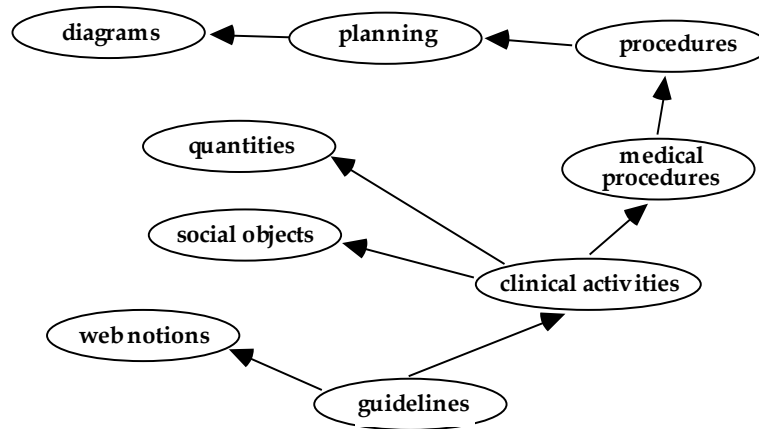 diagrams
planning
procedures
quantities
medical
procedures
social objects
clinical activities
web notions
guidelines